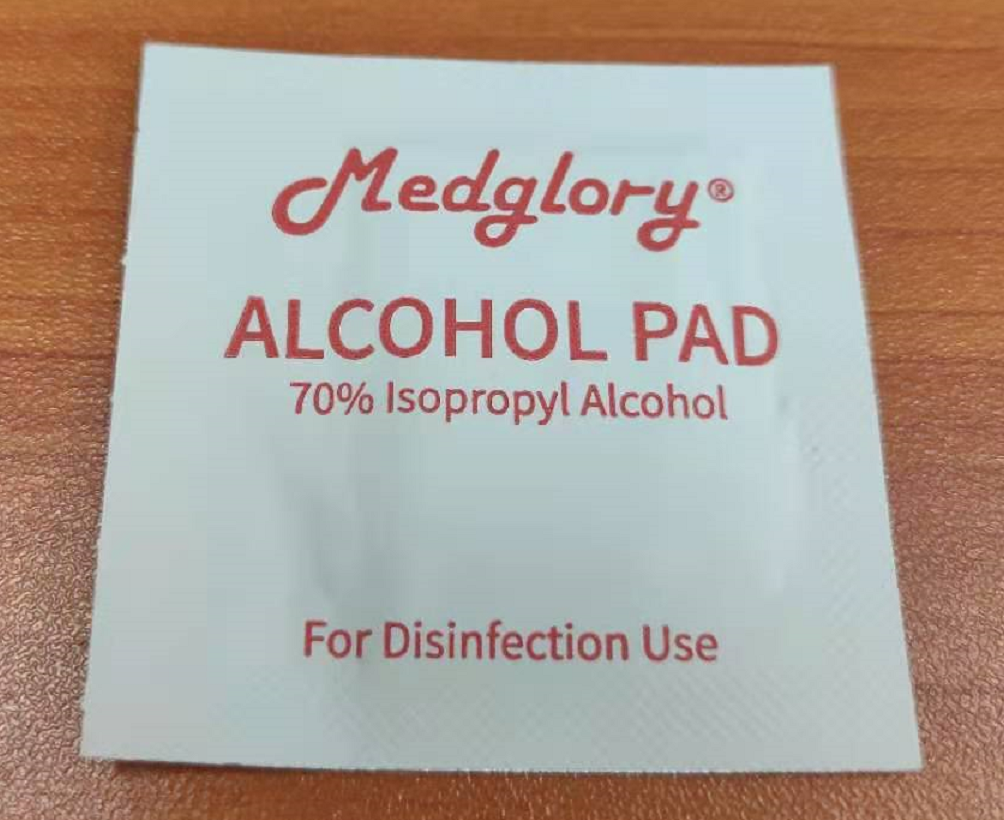 Medglory®
ALCOHOL PAD
70% Isopropyl Alcohol
For Disinfection Use